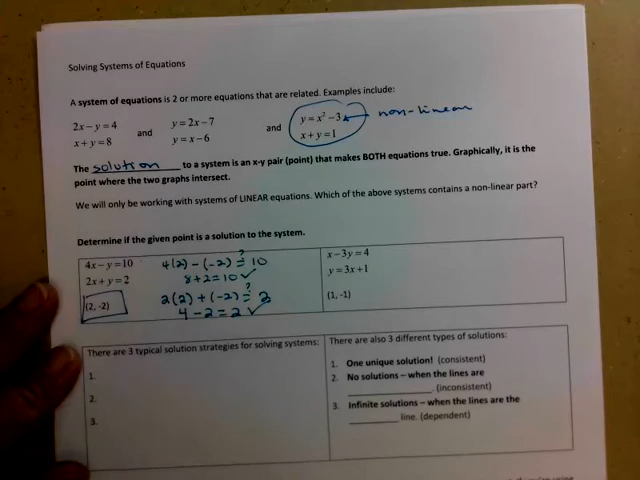 Solving Systems of Equations
A system of equations is 2 or more equations that are related. Examples include:
2x − y = 4 and y = 2x − 7 and y = x² − 3 non-linear
x + y = 8 y = x − 6 x + y = 1
The solution to a system is an x-y pair (point) that makes BOTH equations true. Graphically, it is the
point where the two graphs intersect.
We will only be working with systems of LINEAR equations. Which of the above systems contains a non-linear part?
Determine if the given point is a solution to the system.
4x − y = 10 4(2) − (−2) ≟ 10
2x + y = 2 8 + 2 = 10 ✓
(2, -2) 2(2) + (−2) ≟ 2
4 − 2 = 2 ✓
x − 3y = 4
y = 3x + 1
(1, -1)
There are 3 typical solution strategies for solving systems:
1.
2.
3.
There are also 3 different types of solutions:
1. One unique solution! (consistent)
2. No solutions – when the lines are
____________. (inconsistent)
3. Infinite solutions – when the lines are the
________ line. (dependent)